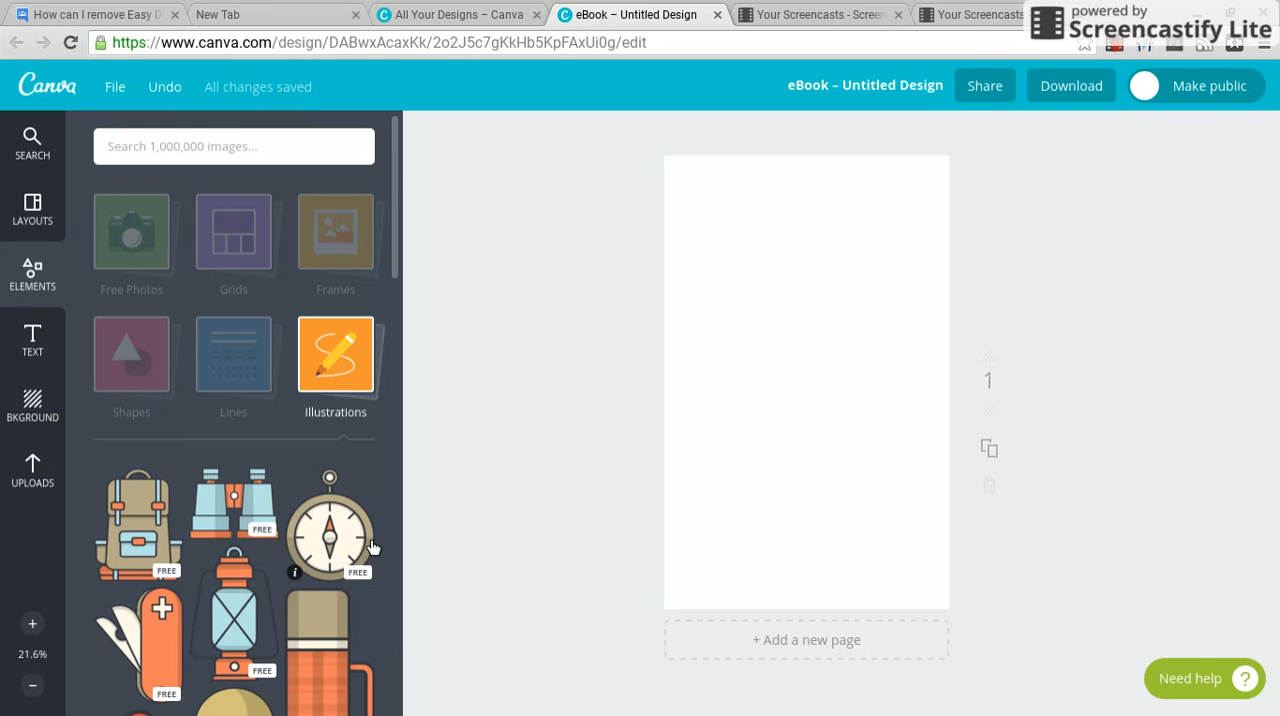 How can I remove Easy D
New Tab
All Your Designs – Canva
eBook – Untitled Design
Your Screencasts - Screen
Your Screencasts
powered by
Screencastify Lite
https://www.canva.com/design/DABwxAcaxKk/2o2J5c7gKkHb5KpFAxUi0g/edit
Canva
File
Undo
All changes saved
eBook – Untitled Design
Share
Download
Make public
SEARCH
LAYOUTS
ELEMENTS
TEXT
BKGROUND
UPLOADS
+
21.6%
−
Search 1,000,000 images...
Free Photos
Grids
Frames
Shapes
Lines
Illustrations
FREE
FREE
i
FREE
FREE
FREE
1
+ Add a new page
Need help ?